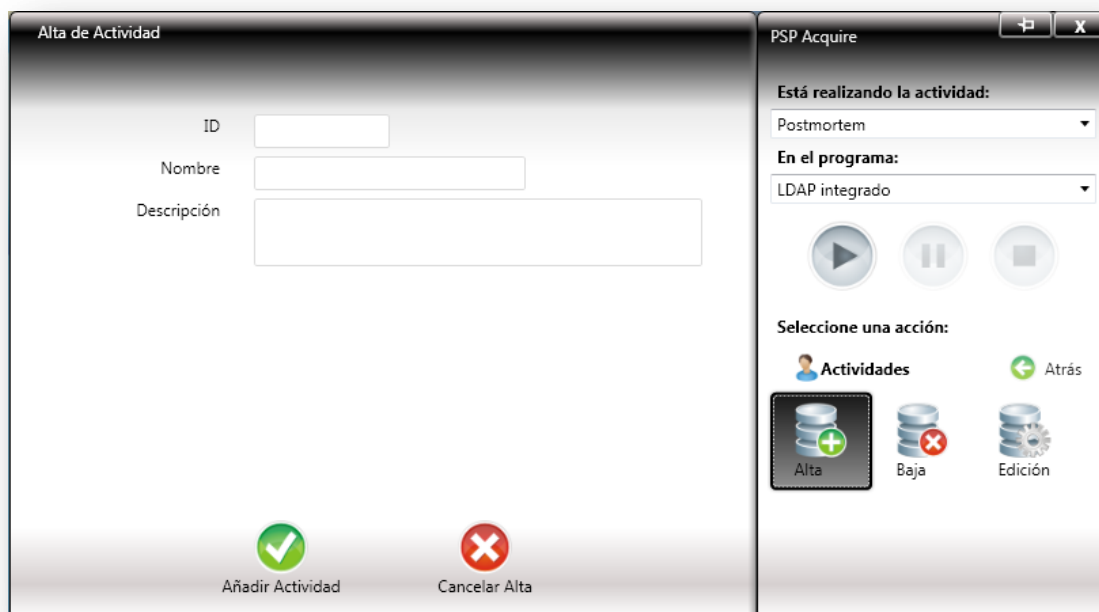 Alta de Actividad
ID
Nombre
Descripción
Añadir Actividad
Cancelar Alta
PSP Acquire
X
Está realizando la actividad:
Postmortem
En el programa:
LDAP integrado
Seleccione una acción:
Actividades
Atrás
Alta
Baja
Edición